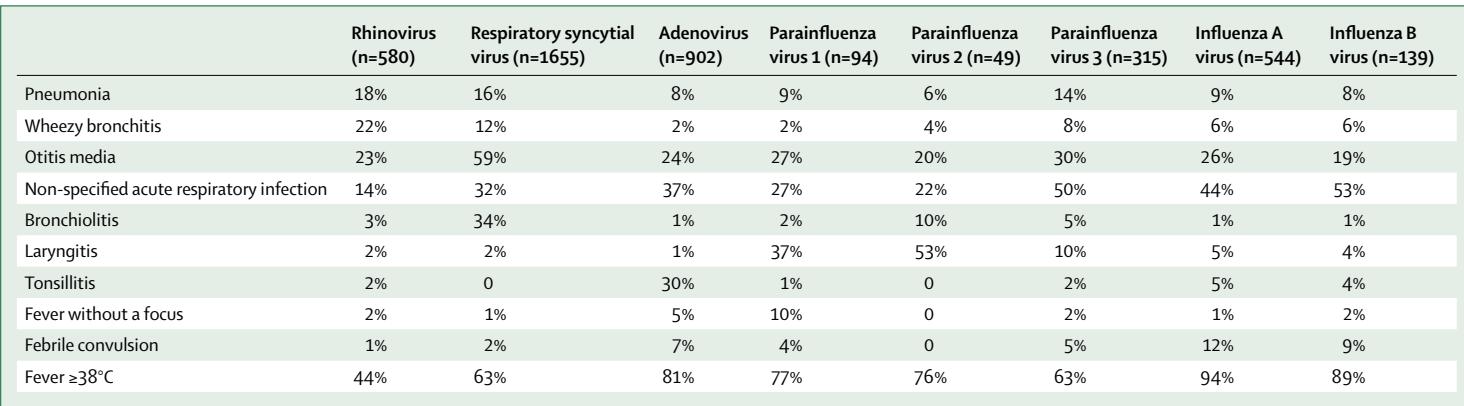 Rhinovirus (n=580) Respiratory syncytial virus (n=1655) Adenovirus (n=902) Parainfluenza virus 1 (n=94) Parainfluenza virus 2 (n=49) Parainfluenza virus 3 (n=315) Influenza A virus (n=544) Influenza B virus (n=139)
Pneumonia 18% 16% 8% 9% 6% 14% 9% 8%
Wheezy bronchitis 22% 12% 2% 2% 4% 8% 6% 6%
Otitis media 23% 59% 24% 27% 20% 30% 26% 19%
Non-specified acute respiratory infection 14% 32% 37% 27% 22% 50% 44% 53%
Bronchiolitis 3% 34% 1% 2% 10% 5% 1% 1%
Laryngitis 2% 2% 1% 37% 53% 10% 5% 4%
Tonsillitis 2% 0 30% 1% 0 2% 5% 4%
Fever without a focus 2% 1% 5% 10% 0 2% 1% 2%
Febrile convulsion 1% 2% 7% 4% 0 5% 12% 9%
Fever ≥38°C 44% 63% 81% 77% 76% 63% 94% 89%